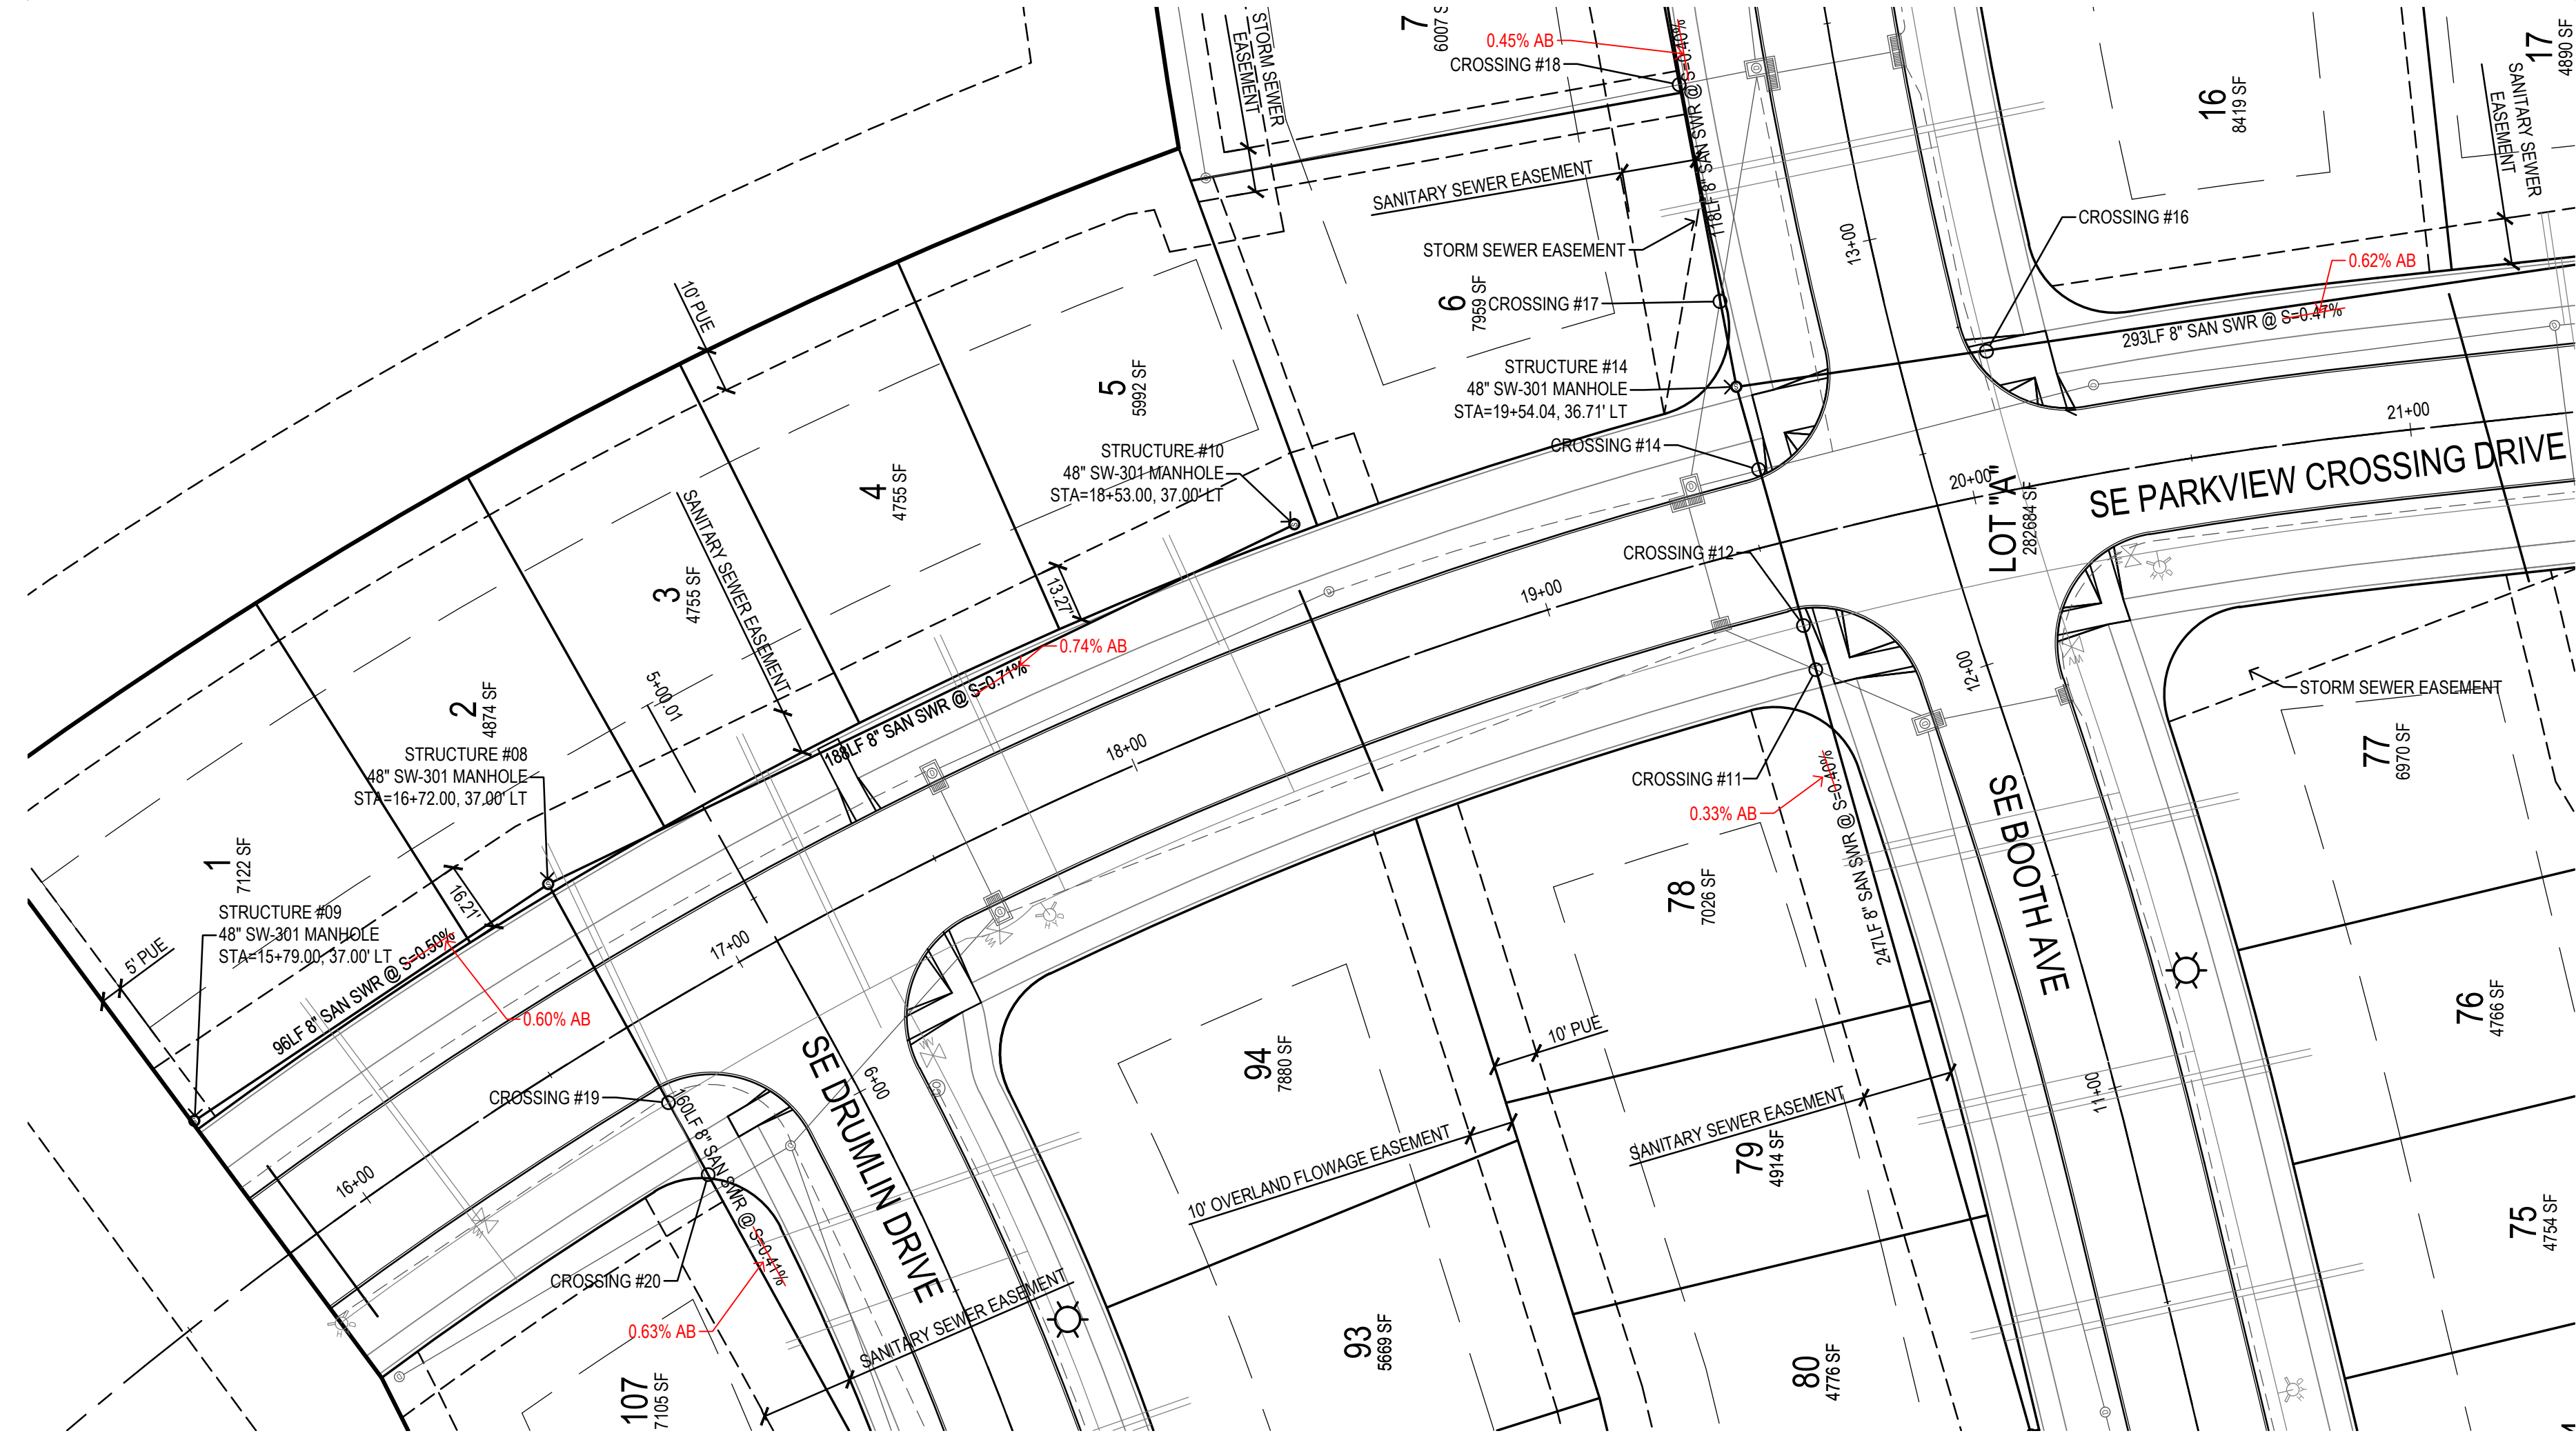 STORM SEWER
EASEMENT
7
6007 S
0.45% AB
CROSSING #18
S=0.40%
118LF 8" SAN SWR @
SANITARY SEWER EASEMENT
STORM SEWER EASEMENT
6
7959 SF
CROSSING #17
STRUCTURE #14
48" SW-301 MANHOLE
STA=19+54.04, 36.71' LT
CROSSING #14
13+00
16
8419 SF
17
4890 SF
SANITARY SEWER
EASEMENT
CROSSING #16
0.62% AB
293LF 8" SAN SWR @ S=0.47%
21+00
SE PARKVIEW CROSSING DRIVE
20+00
LOT "A"
282684 SF
10' PUE
5
5992 SF
STRUCTURE #10
48" SW-301 MANHOLE
STA=18+53.00, 37.00' LT
4
4755 SF
SANITARY SEWER EASEMENT
3
4755 SF
13.27'
0.74% AB
188LF 8" SAN SWR @ S=0.71%
5+00.01
2
4874 SF
STRUCTURE #08
48" SW-301 MANHOLE
STA=16+72.00, 37.00' LT
1
7122 SF
16.21'
STRUCTURE #09
48" SW-301 MANHOLE
STA=15+79.00, 37.00' LT
5' PUE
96LF 8" SAN SWR @ S=0.50%
0.60% AB
16+00
17+00
18+00
19+00
CROSSING #12
CROSSING #11
12+00
STORM SEWER EASEMENT
77
6970 SF
0.33% AB
247LF 8" SAN SWR @ S=0.40%
SE BOOTH AVE
78
7026 SF
11+00
76
4766 SF
75
4754 SF
CROSSING #19
60LF 8" SAN SWR @ S=0.41%
CROSSING #20
0.63% AB
SE DRUMLIN DRIVE
6+00
SANITARY SEWER EASEMENT
94
7880 SF
10' PUE
10' OVERLAND FLOWAGE EASEMENT
SANITARY SEWER EASEMENT
79
4914 SF
93
5669 SF
80
4776 SF
107
7105 SF